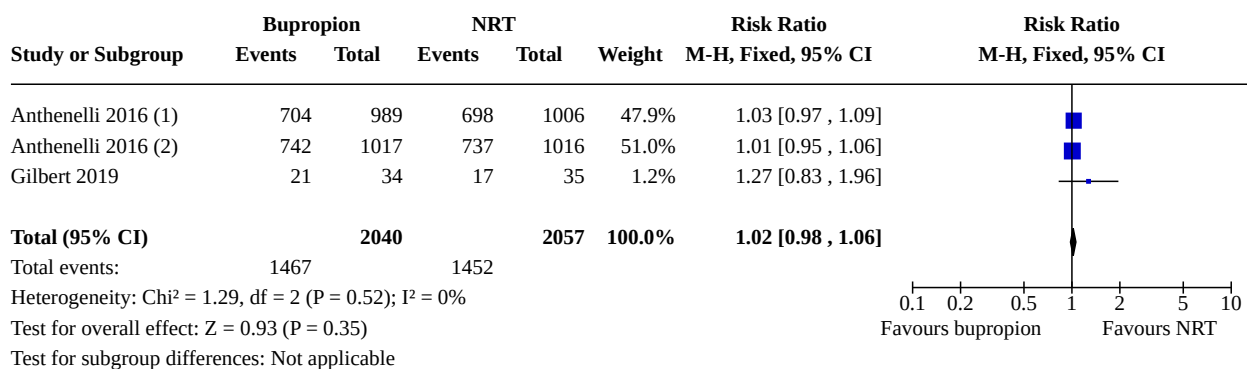 Bupropion NRT Risk Ratio Risk Ratio
Study or Subgroup Events Total Events Total Weight M-H, Fixed, 95% CI M-H, Fixed, 95% CI
Anthenelli 2016 (1) 704 989 698 1006 47.9% 1.03 [0.97 , 1.09]
Anthenelli 2016 (2) 742 1017 737 1016 51.0% 1.01 [0.95 , 1.06]
Gilbert 2019 21 34 17 35 1.2% 1.27 [0.83 , 1.96]
Total (95% CI) 2040 2057 100.0% 1.02 [0.98 , 1.06]
Total events: 1467 1452
Heterogeneity: Chi² = 1.29, df = 2 (P = 0.52); I² = 0%
0.1 0.2 0.5 1 2 5 10
Test for overall effect: Z = 0.93 (P = 0.35)
Favours bupropion Favours NRT
Test for subgroup differences: Not applicable